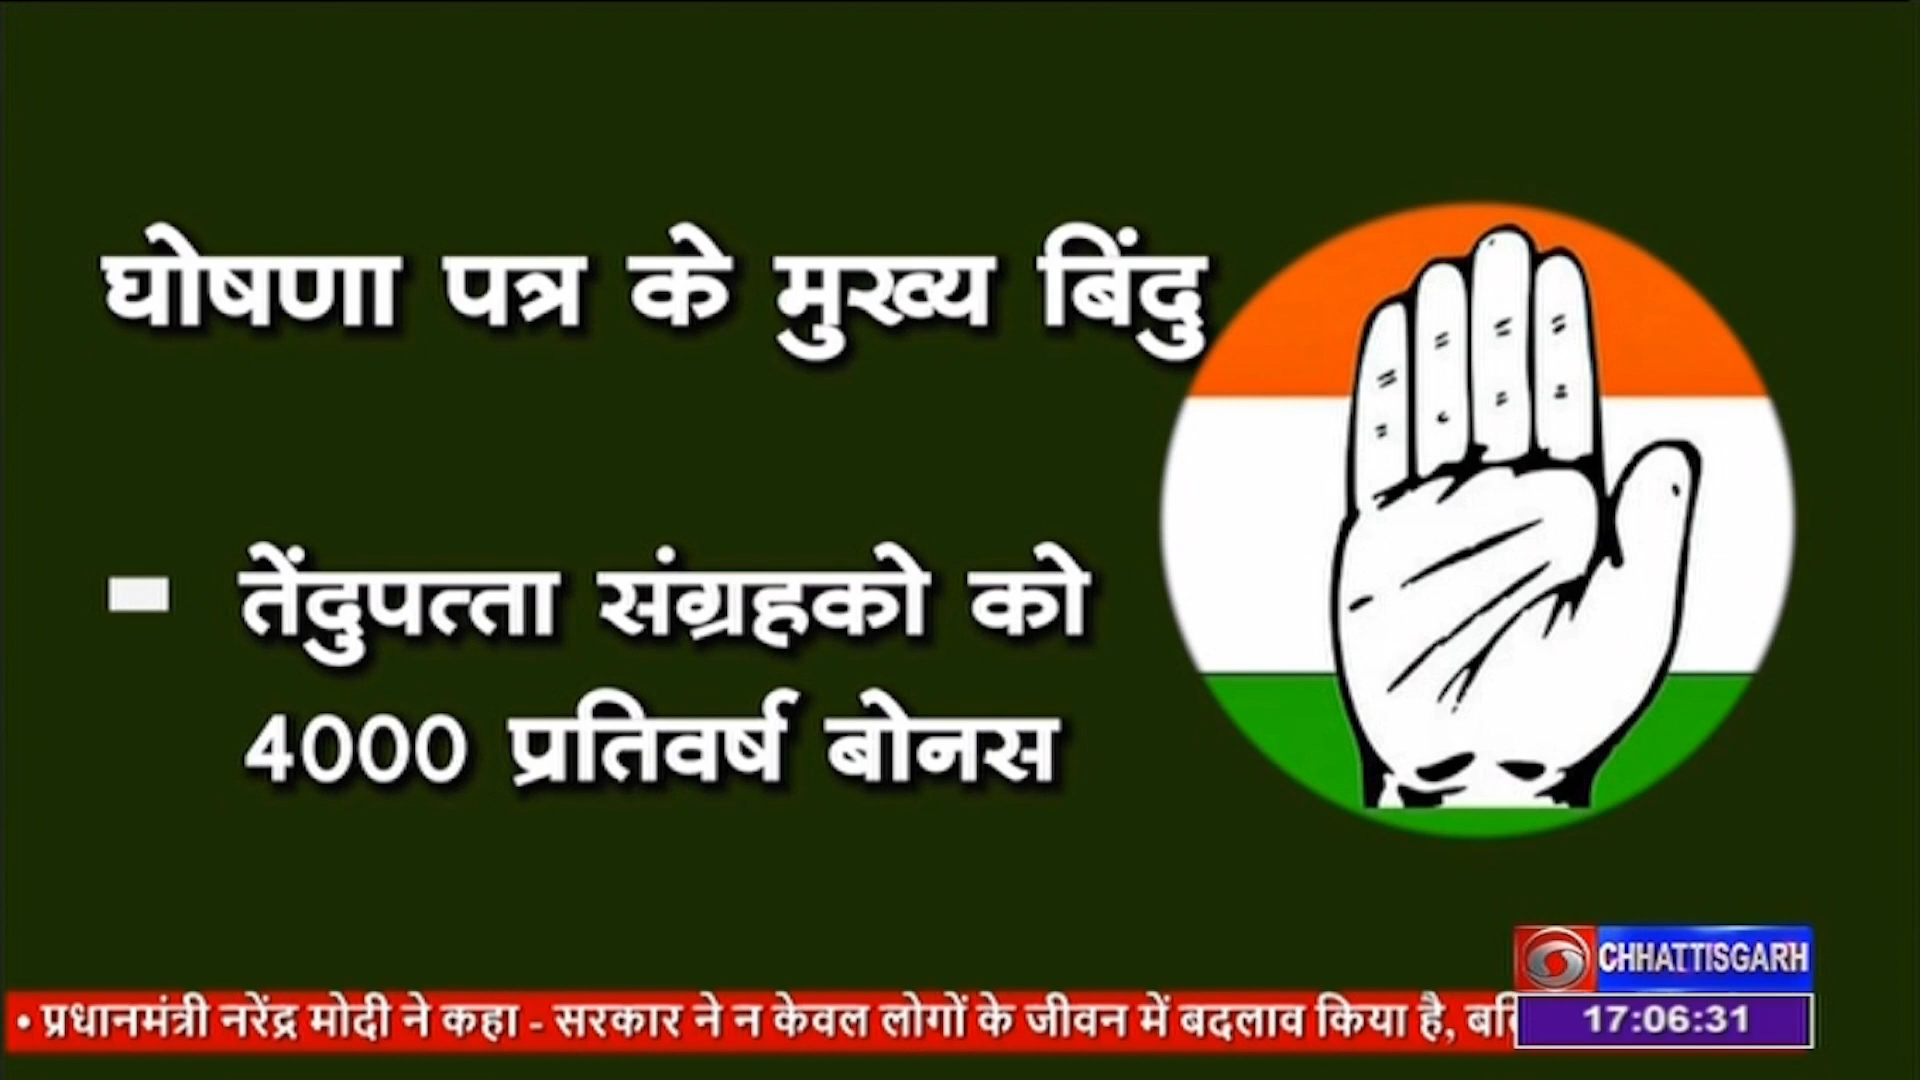 घोषणा पत्र के मुख्य बिंदु
- तेंदुपत्ता संग्रहको को
4000 प्रतिवर्ष बोनस
CHHATTISGARH
• प्रधानमंत्री नरेंद्र मोदी ने कहा - सरकार ने न केवल लोगों के जीवन में बदलाव किया है,
17:06:31